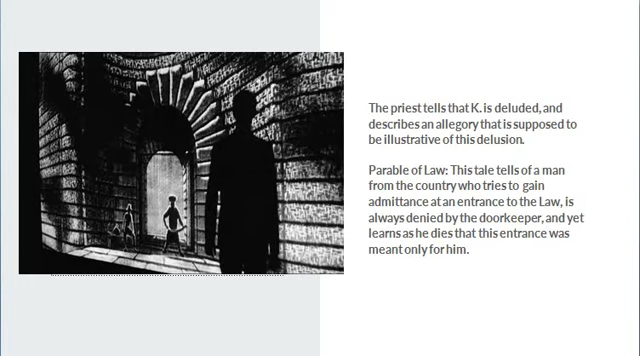 The priest tells that K. is deluded, and
describes an allegory that is supposed to
be illustrative of this delusion.
Parable of Law: This tale tells of a man
from the country who tries to gain
admittance at an entrance to the Law, is
always denied by the doorkeeper, and yet
learns as he dies that this entrance was
meant only for him.